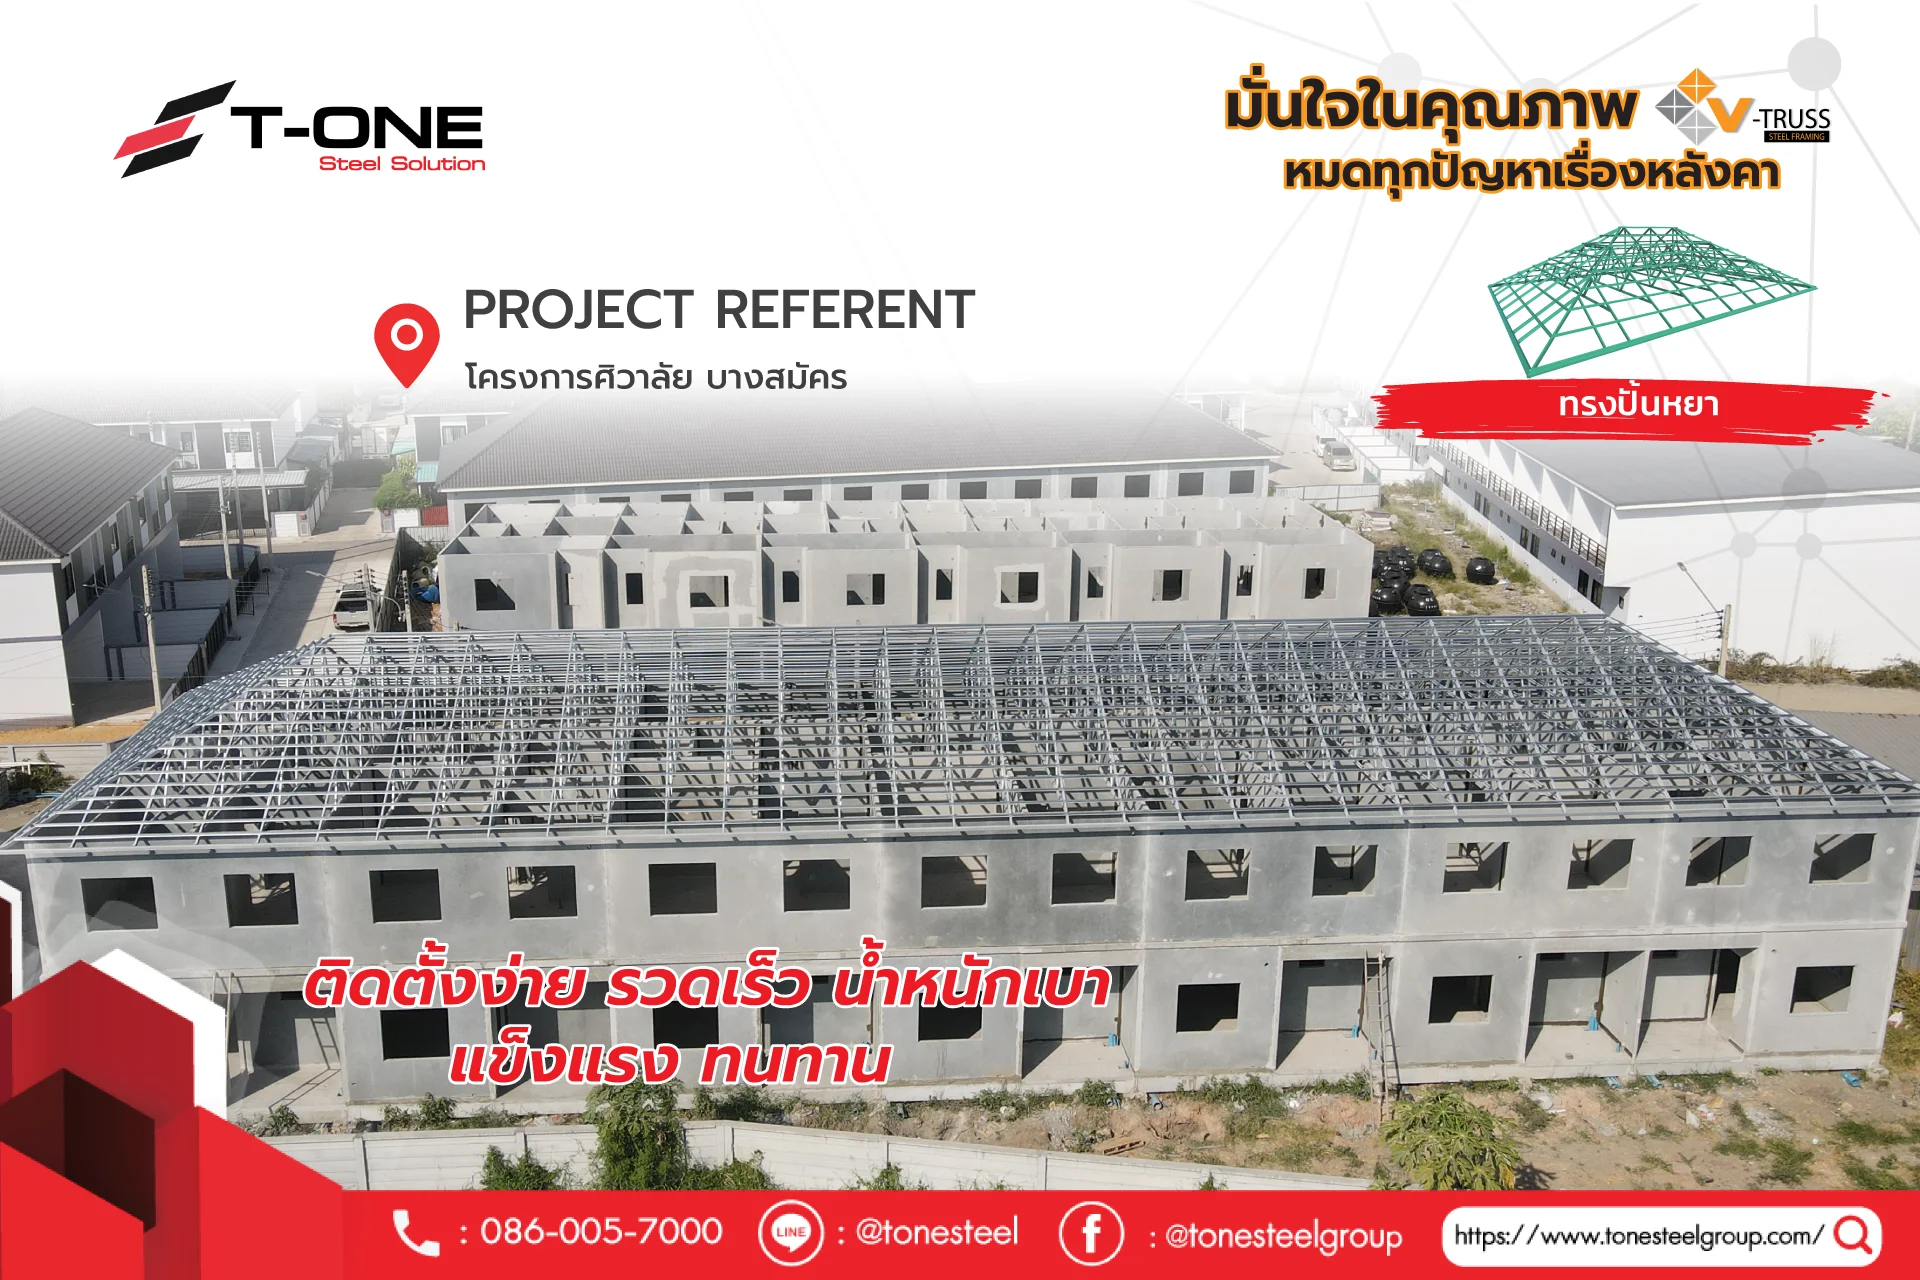 T-ONE
Steel Solution
มั่นใจในคุณภาพ V-TRUSS
STEEL FRAMING
หมดทุกปัญหาเรื่องหลังคา
PROJECT REFERENT
โครงการศิวาลัย บางสมัคร
ทรงปั้นหยา
ติดตั้งง่าย รวดเร็ว น้ำหนักเบา
แข็งแรง ทนทาน
: 086-005-7000
LINE : @tonesteel
f : @tonesteelgroup
https://www.tonesteelgroup.com/